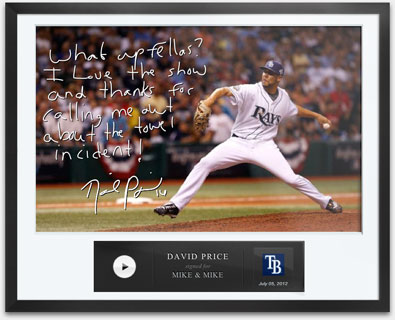 What up fellas?
I Love the show
and thanks for
calling me out
about the towel
incident!
RAYS
DAVID PRICE
signed for
MIKE & MIKE
TB
July 05, 2012